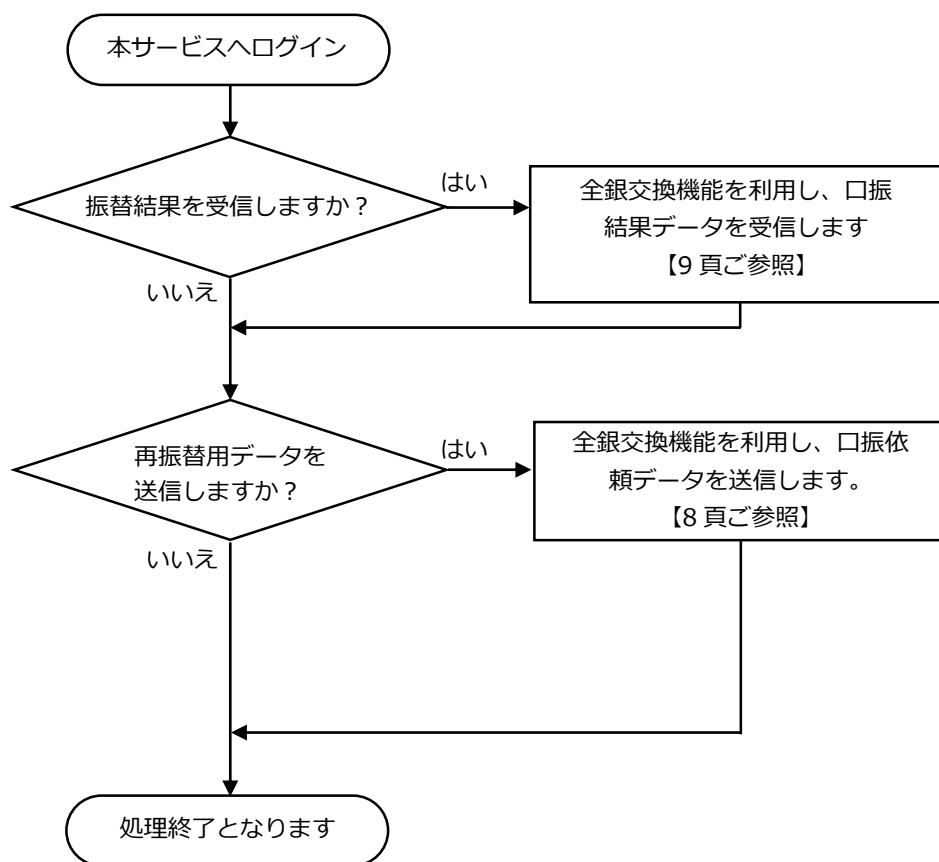 本サービスへログイン
振替結果を受信しますか？
はい
全銀交換機能を利用し、口振
結果データを受信します
【9 頁ご参照】
いいえ
再振替用データを
送信しますか？
はい
全銀交換機能を利用し、口振依
頼データを送信します。
【8 頁ご参照】
いいえ
処理終了となります